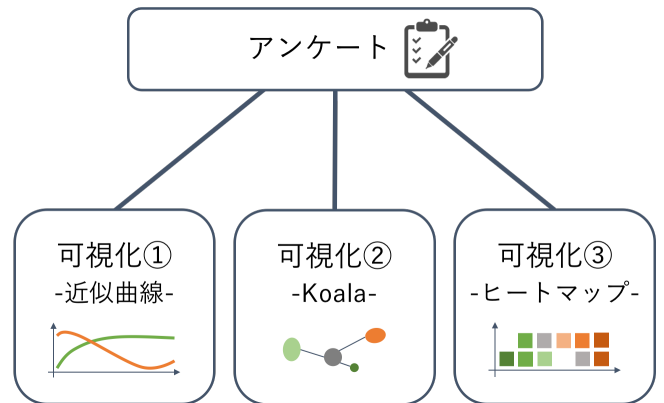 アンケート
可視化①
-近似曲線-
可視化②
-Koala-
可視化③
-ヒートマップ-